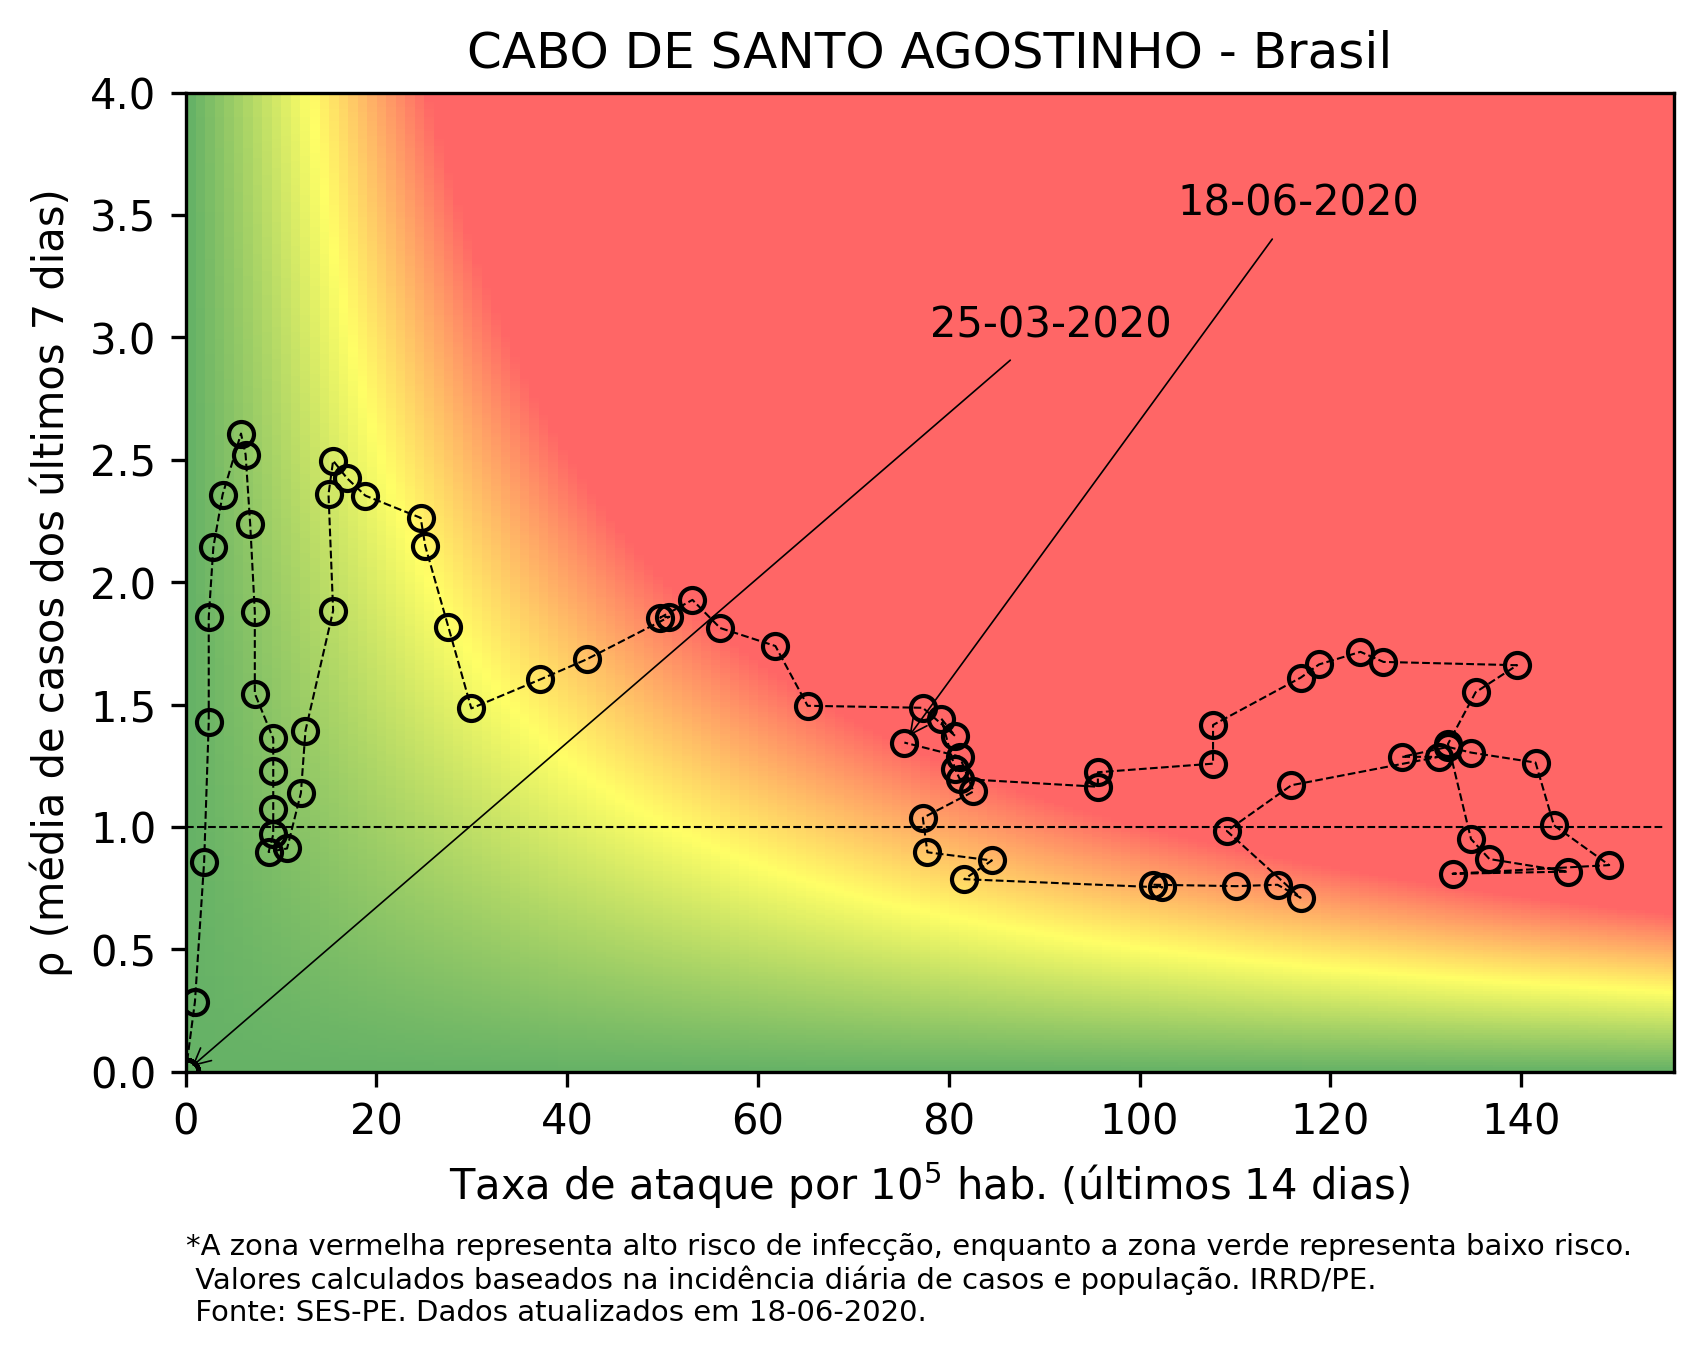 CABO DE SANTO AGOSTINHO - Brasil
4.0
3.5
3.0
2.5
2.0
1.5
1.0
0.5
0.0
ρ (média de casos dos últimos 7 dias)
18-06-2020
25-03-2020
0 20 40 60 80 100 120 140
Taxa de ataque por 10⁵ hab. (últimos 14 dias)
*A zona vermelha representa alto risco de infecção, enquanto a zona verde representa baixo risco.
Valores calculados baseados na incidência diária de casos e população. IRRD/PE.
Fonte: SES-PE. Dados atualizados em 18-06-2020.